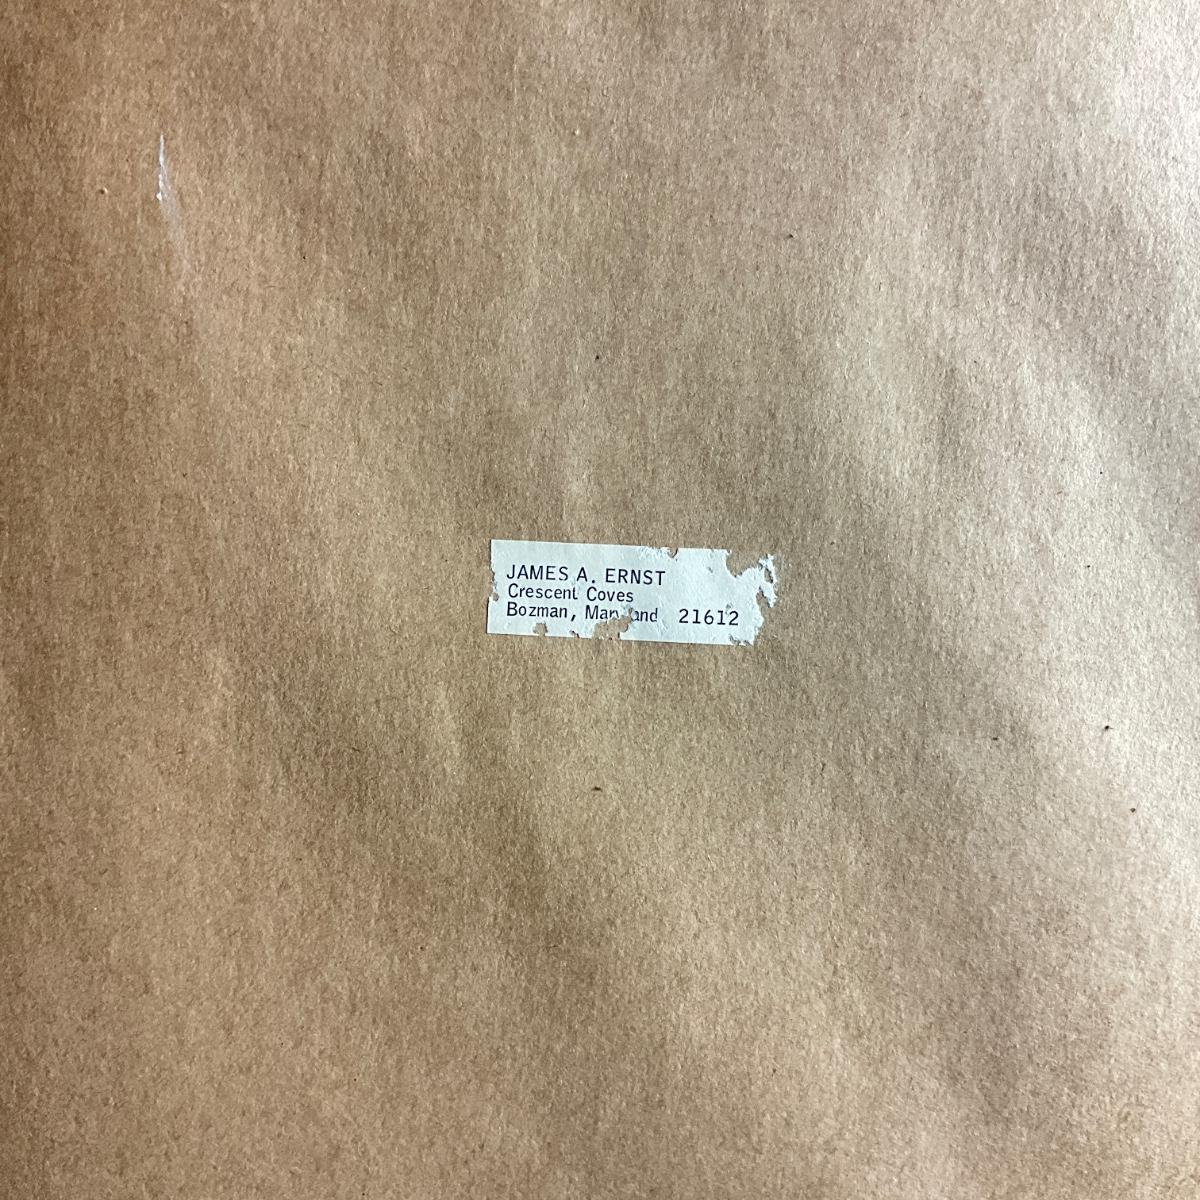 JAMES A. ERNST
Crescent Coves
Bozman, Maryland 21612